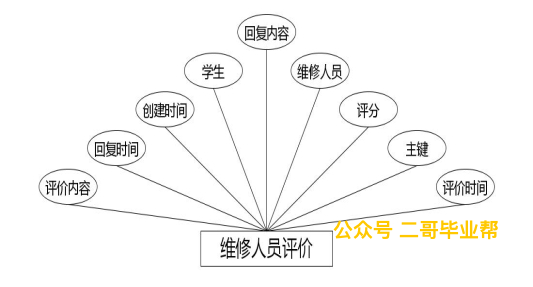 回复内容
学生
维修人员
创建时间
评分
回复时间
主键
评价内容
评价时间
公众号 二哥毕业帮
维修人员评价